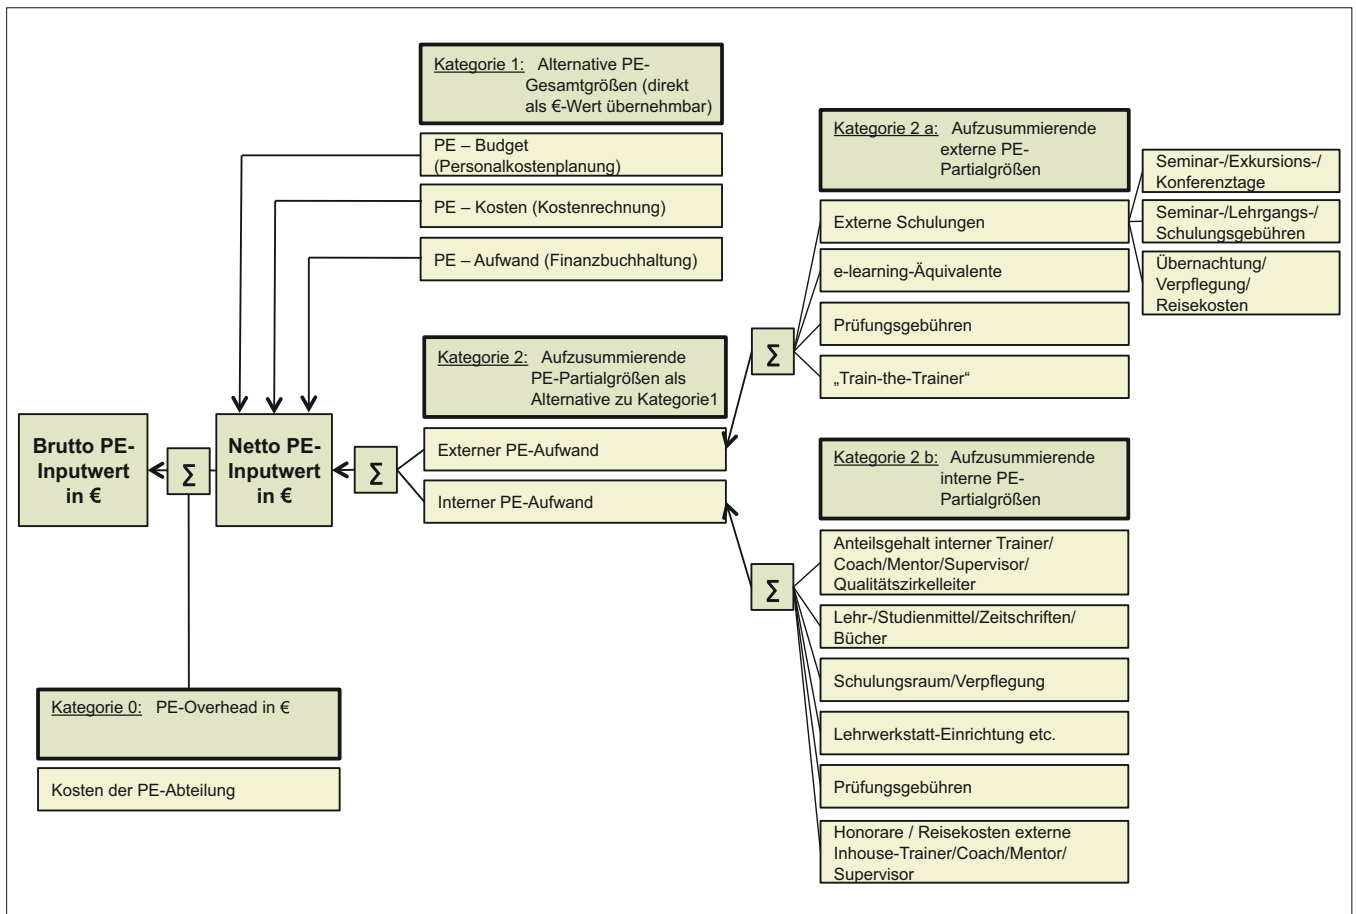 Kategorie 1: Alternative PE-
Gesamtgrößen (direkt
als €-Wert übernehmbar)
PE – Budget
(Personalkostenplanung)
PE – Kosten (Kostenrechnung)
PE – Aufwand (Finanzbuchhaltung)
Kategorie 2: Aufzusummierende
PE-Partialgrößen als
Alternative zu Kategorie1
Externer PE-Aufwand
Interner PE-Aufwand
Σ
Netto PE-
Inputwert
in €
Σ
Brutto PE-
Inputwert
in €
Kategorie 0: PE-Overhead in €
Kosten der PE-Abteilung
Kategorie 2 a: Aufzusummierende
externe PE-
Partialgrößen
Externe Schulungen
e-learning-Äquivalente
Prüfungsgebühren
„Train-the-Trainer“
Σ
Seminar-/Exkursions-/
Konferenztage
Seminar-/Lehrgangs-/
Schulungsgebühren
Übernachtung/
Verpflegung/
Reisekosten
Kategorie 2 b: Aufzusummierende
interne PE-
Partialgrößen
Σ
Anteilsgehalt interner Trainer/
Coach/Mentor/Supervisor/
Qualitätszirkelleiter
Lehr-/Studienmittel/Zeitschriften/
Bücher
Schulungsraum/Verpflegung
Lehrwerkstatt-Einrichtung etc.
Prüfungsgebühren
Honorare / Reisekosten externe
Inhouse-Trainer/Coach/Mentor/
Supervisor